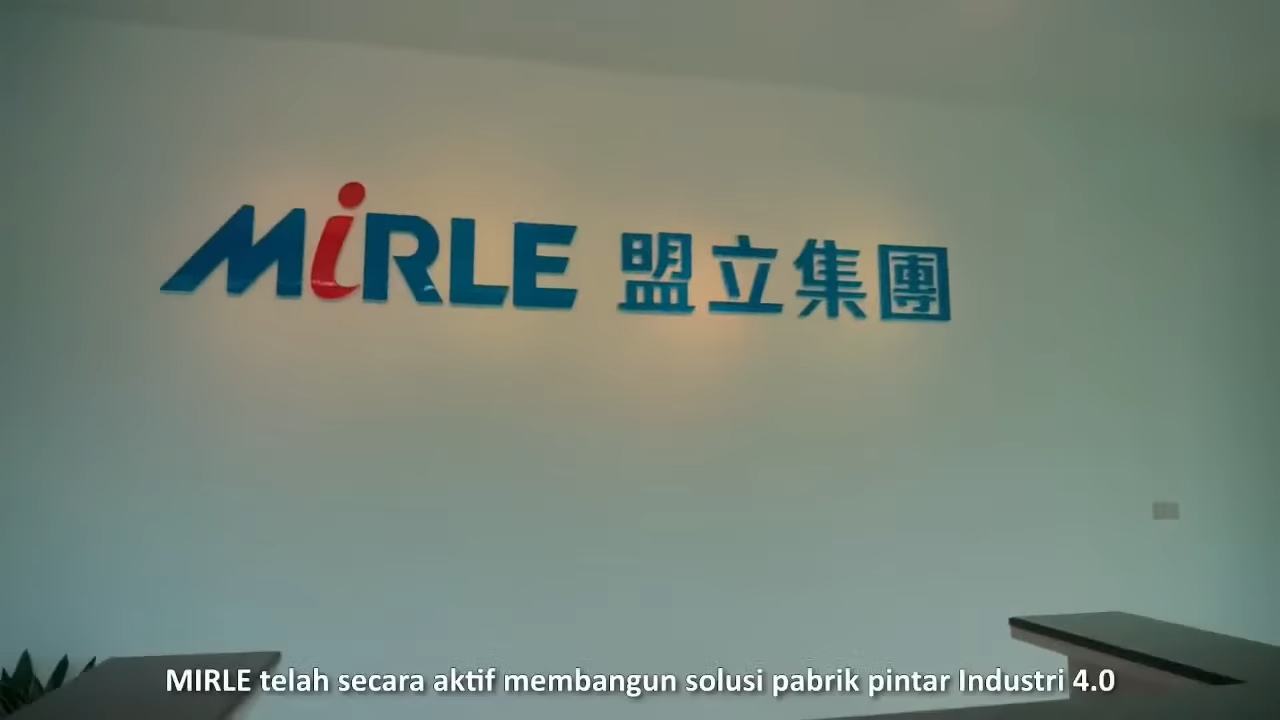 MiRLE 盟立集團
MIRLE telah secara aktif membangun solusi pabrik pintar Industri 4.0